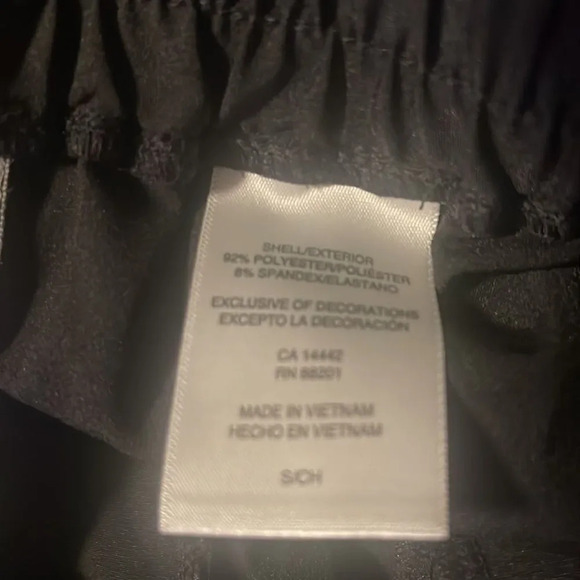 SHELL/EXTERIOR
92% POLYESTER/POLIÉSTER
8% SPANDEX/ELASTANO
EXCLUSIVE OF DECORATIONS
EXCEPTO LA DECORACIÓN
CA 14442
RN 88201
MADE IN VIETNAM
HECHO EN VIETNAM
S/CH